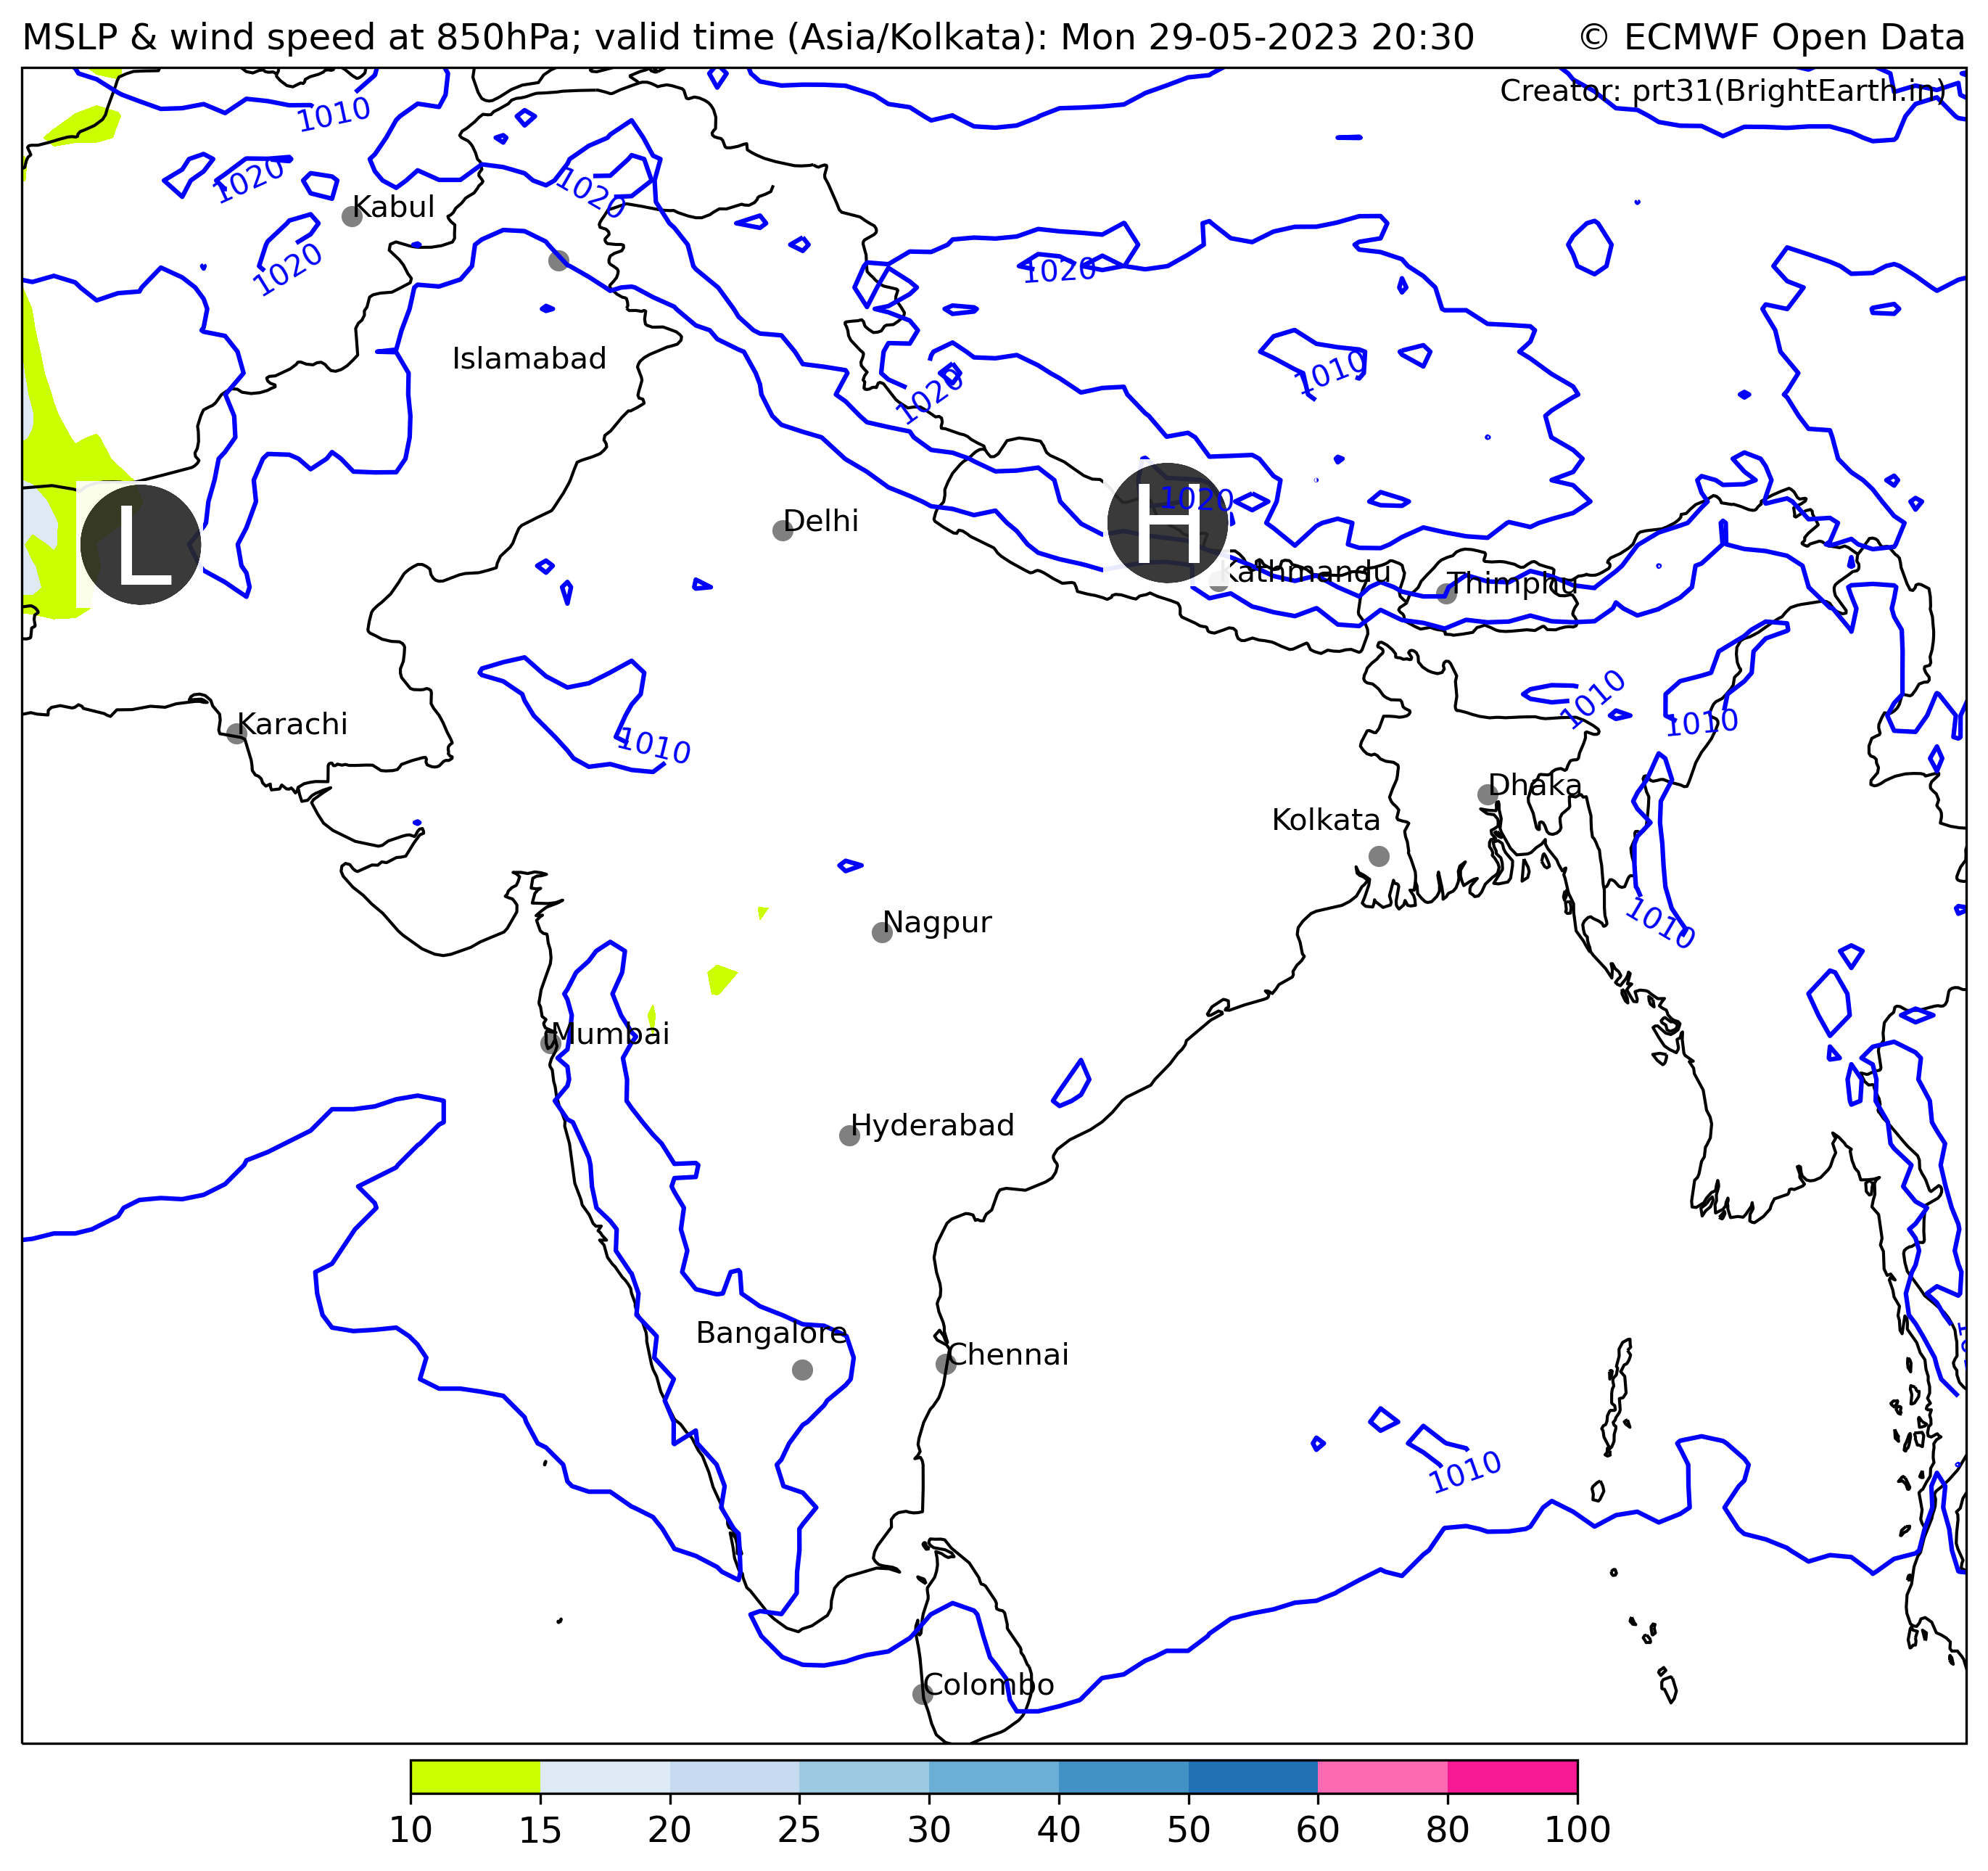 MSLP & wind speed at 850hPa; valid time (Asia/Kolkata): Mon 29-05-2023 20:30 © ECMWF Open Data
Creator: prt31(BrightEarth.in)
1010
1020
1020
Kabul
1020
1020
Islamabad
1010
1020
1020
H
L
Delhi
Kathmandu
Thimphu
1010
1010
Karachi
1010
Dhaka
Kolkata
Nagpur
1010
Mumbai
Hyderabad
Bangalore
Chennai
1010
Colombo
10 15 20 25 30 40 50 60 80 100